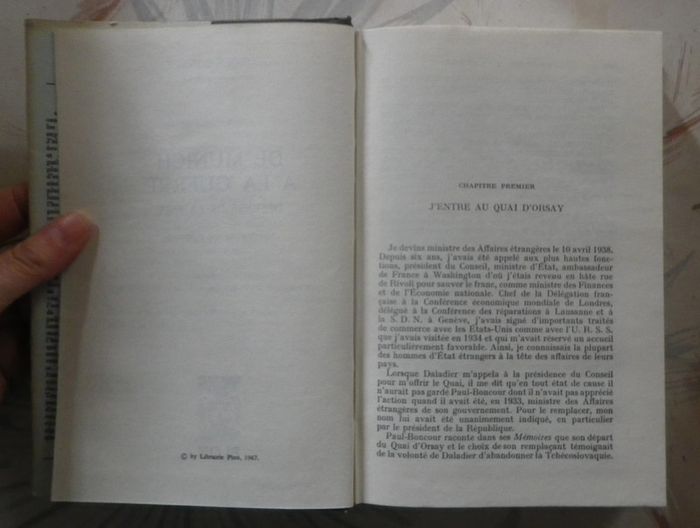 © by Librairie Plon, 1967.
CHAPITRE PREMIER
J'ENTRE AU QUAI D'ORSAY
Je devins ministre des Affaires étrangères le 10 avril 1938.
Depuis six ans, j'avais été appelé aux plus hautes fonc-
tions, président du Conseil, ministre d'État, ambassadeur
de France à Washington d'où j'étais revenu en hâte rue
de Rivoli pour sauver le franc, comme ministre des Finances
et de l'Économie nationale. Chef de la Délégation fran-
çaise à la Conférence économique mondiale de Londres,
délégué à la Conférence des réparations à Lausanne et à
la S. D. N. à Genève, j'avais signé d'importants traités
de commerce avec les États-Unis comme avec l'U. R. S. S.
que j'avais visitée en 1934 et qui m'avait réservé un accueil
particulièrement favorable. Ainsi, je connaissais la plupart
des hommes d'État étrangers à la tête des affaires de leurs
pays.
Lorsque Daladier m'appela à la présidence du Conseil
pour m'offrir le Quai, il me dit qu'en tout état de cause il
n'aurait pas gardé Paul-Boncour dont il n'avait pas apprécié
l'action quand il avait été, en 1933, ministre des Affaires
étrangères de son gouvernement. Pour le remplacer, mon
nom lui avait été unanimement indiqué, en particulier
par le président de la République.
Paul-Boncour raconte dans ses Mémoires que son départ
du Quai d'Orsay et le choix de son remplaçant témoignait
de la volonté de Daladier d'abandonner la Tchécoslovaquie.